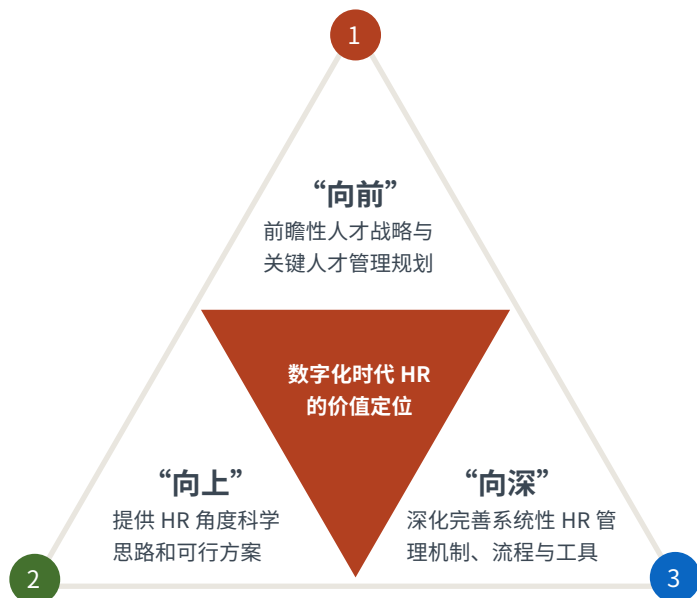 1
“向前”
前瞻性人才战略与
关键人才管理规划
数字化时代 HR
的价值定位
“向上”
提供 HR 角度科学
思路和可行方案
“向深”
深化完善系统性 HR 管
理机制、流程与工具
2
3